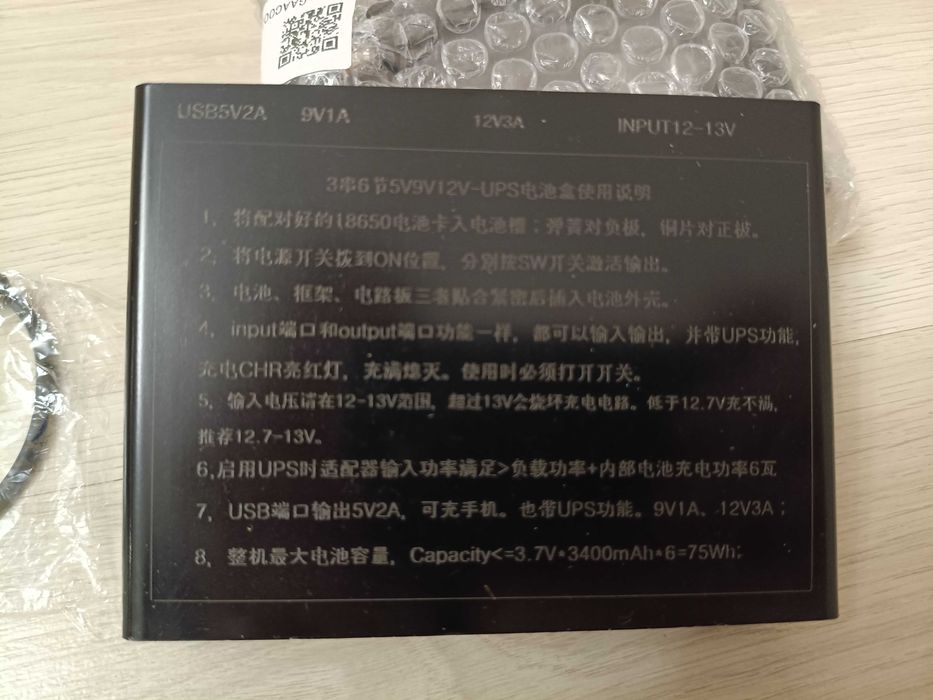 GAAC00
USB5V2A 9V1A 12V3A INPUT12-13V
3串6节5V9V12V-UPS电池盒使用说明
1、将配对好的18650电池卡入电池槽；弹簧对负极，铜片对正极。
2、将电源开关拨到ON位置，分别按SW开关激活输出。
3、电池、框架、电路板三者贴合紧密后插入电池外壳。
4、input端口和output端口功能一样，都可以输入输出，并带UPS功能，
充电CHR亮红灯，充满熄灭。使用时必须打开开关。
5、输入电压请在12-13V范围，超过13V会烧坏充电电路。低于12.7V充不满，
推荐12.7-13V。
6,启用UPS时适配器输入功率满足>负载功率+内部电池充电功率6瓦
7、USB端口输出5V2A，可充手机。也带UPS功能。9V1A、12V3A；
8、整机最大电池容量，Capacity<=3.7V*3400mAh*6=75Wh；